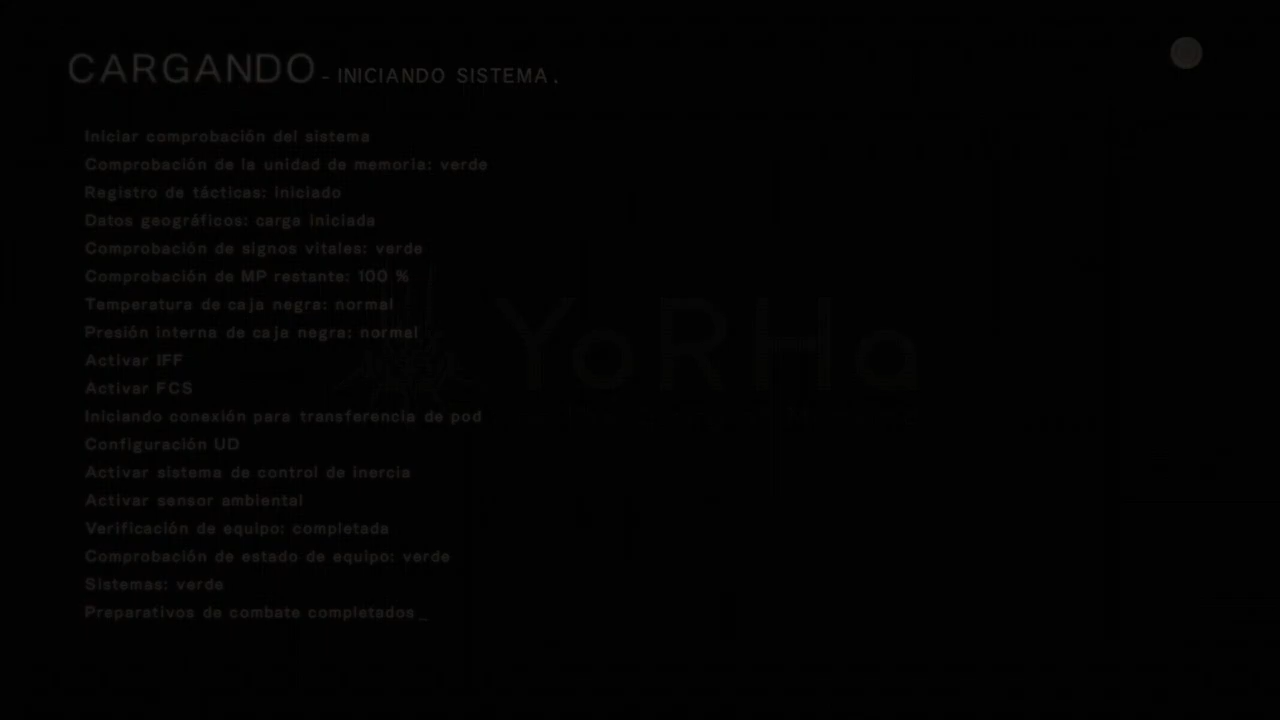 CARGANDO - INICIANDO SISTEMA.
Iniciar comprobación del sistema
Comprobación de la unidad de memoria: verde
Registro de tácticas: iniciado
Datos geográficos: carga iniciada
Comprobación de signos vitales: verde
Comprobación de MP restante: 100 %
Temperatura de caja negra: normal
Presión interna de caja negra: normal
Activar IFF
Activar FCS
Iniciando conexión para transferencia de pod
Configuración UD
Activar sistema de control de inercia
Activar sensor ambiental
Verificación de equipo: completada
Comprobación de estado de equipo: verde
Sistemas: verde
Preparativos de combate completados_
YoRHa